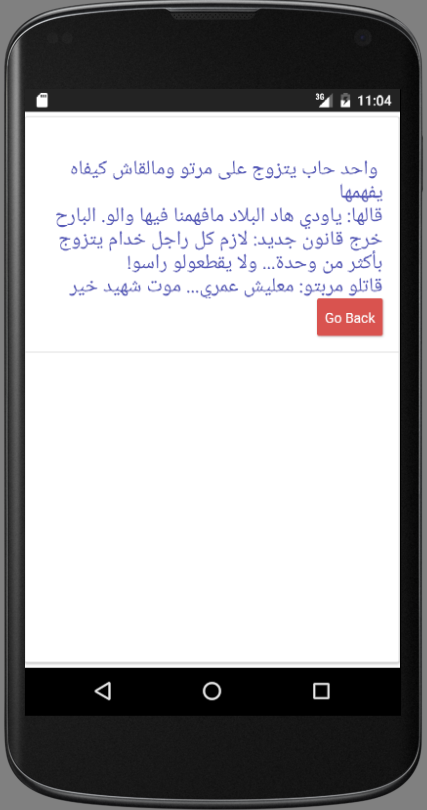 3G 11:04
واحد حاب يتزوج على مرتو ومالقاش كيفاه
يفهمها
قالها: ياودي هاد البلاد مافهمنا فيها والو. البارح
خرج قانون جديد: لازم كل راجل خدام يتزوج
بأكثر من وحدة... ولا يقطعولو راسو!
قاتلو مربتو: معليش عمري... موت شهيد خير
Go Back